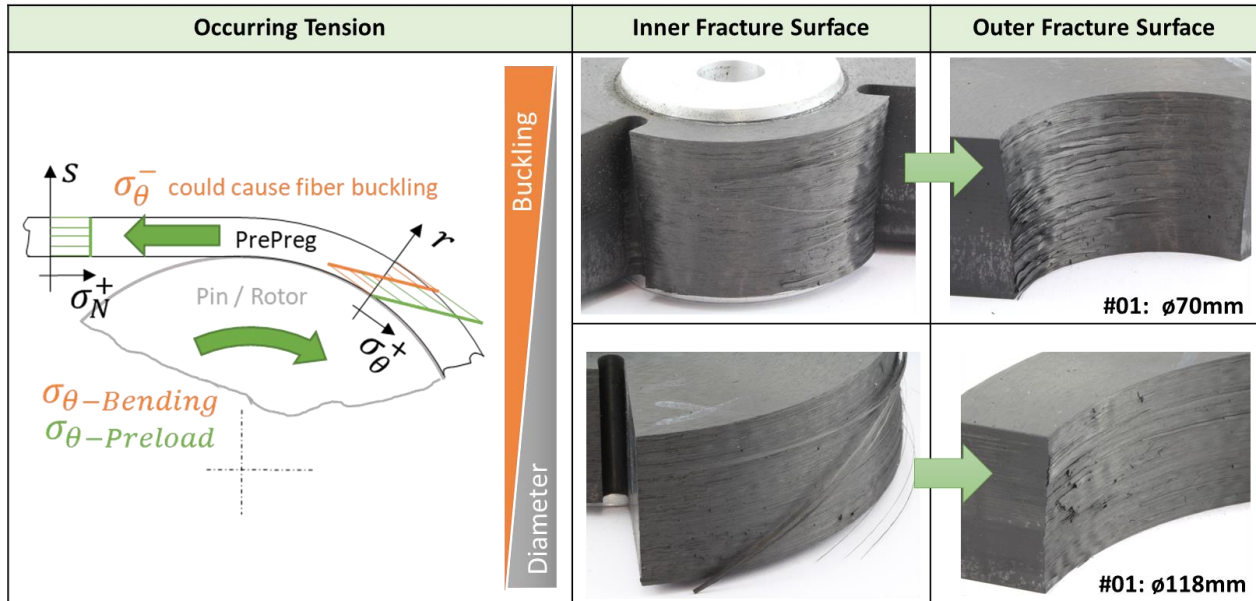 Occurring Tension
Inner Fracture Surface
Outer Fracture Surface
S
σθ⁻ could cause fiber buckling
PrePreg
r
σN⁺
Pin / Rotor
σθ⁺
σθ−Bending
σθ−Preload
Buckling
Diameter
#01: ø70mm
#01: ø118mm